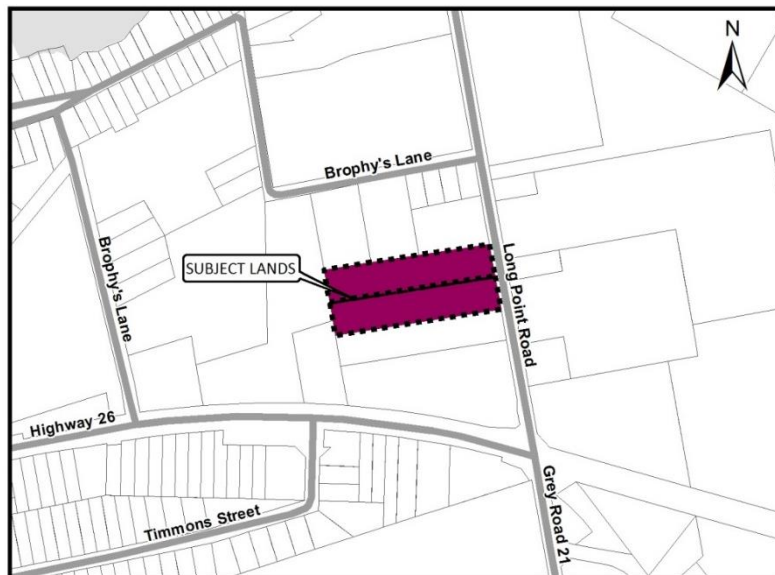 N
Brophy's Lane
SUBJECT LANDS
Brophy's Lane
Long Point Road
Highway 26
Timmons Street
Grey Road 21